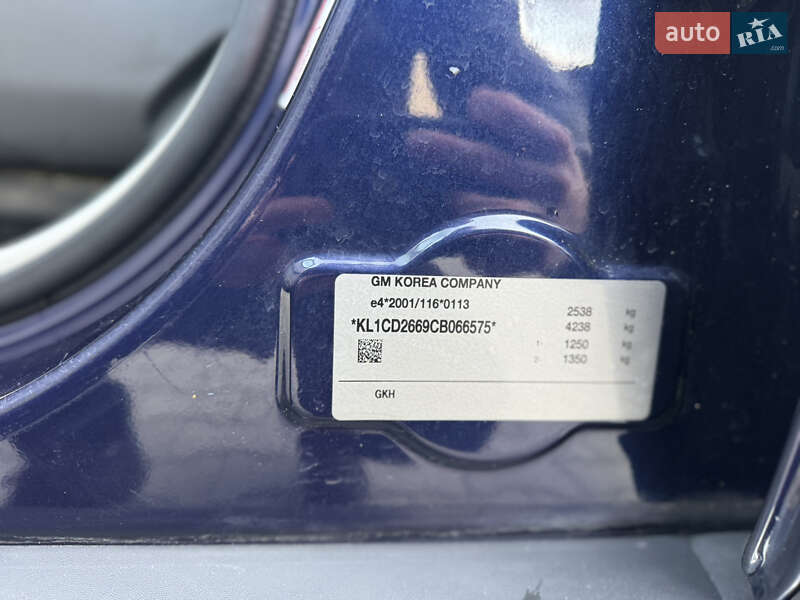 auto RIA .com
GM KOREA COMPANY
e4*2001/116*0113
2538 kg
*KL1CD2669CB066575*
4238 kg
1- 1250 kg
2- 1350 kg
GKH